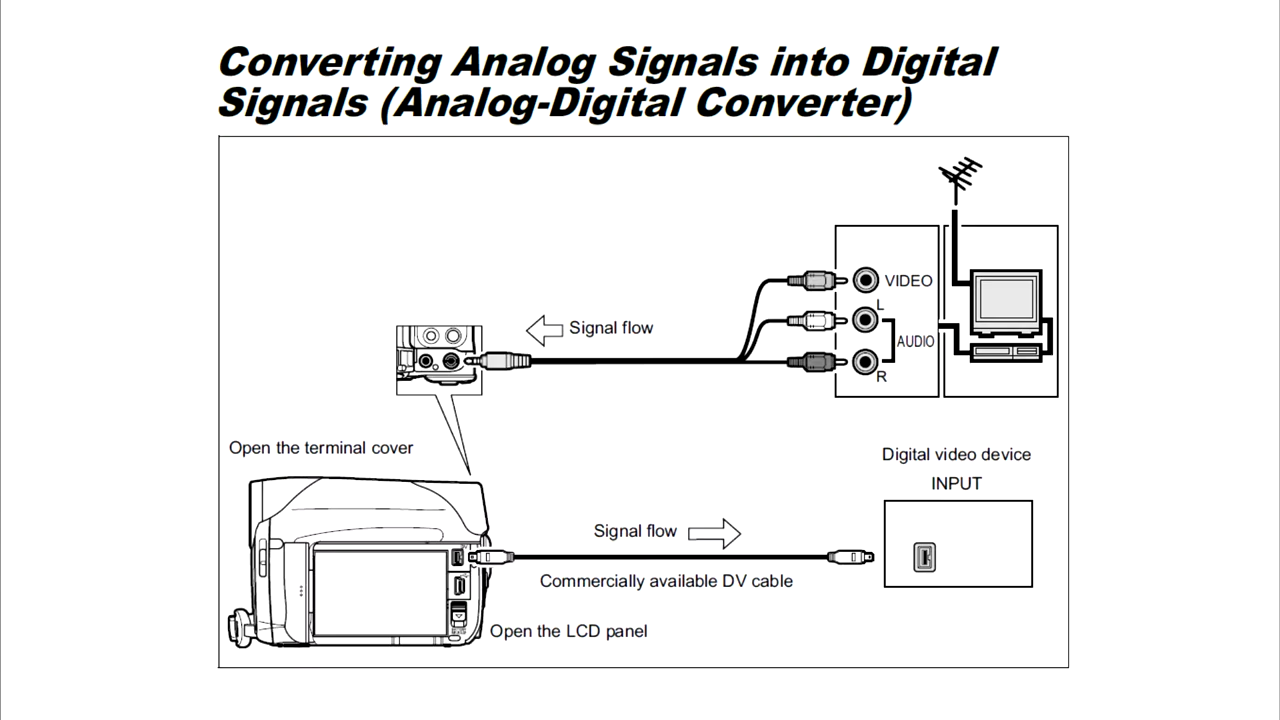 Converting Analog Signals into Digital
Signals (Analog-Digital Converter)
VIDEO
L
Signal flow
AUDIO
R
Open the terminal cover
Digital video device
INPUT
Signal flow
Commercially available DV cable
Open the LCD panel